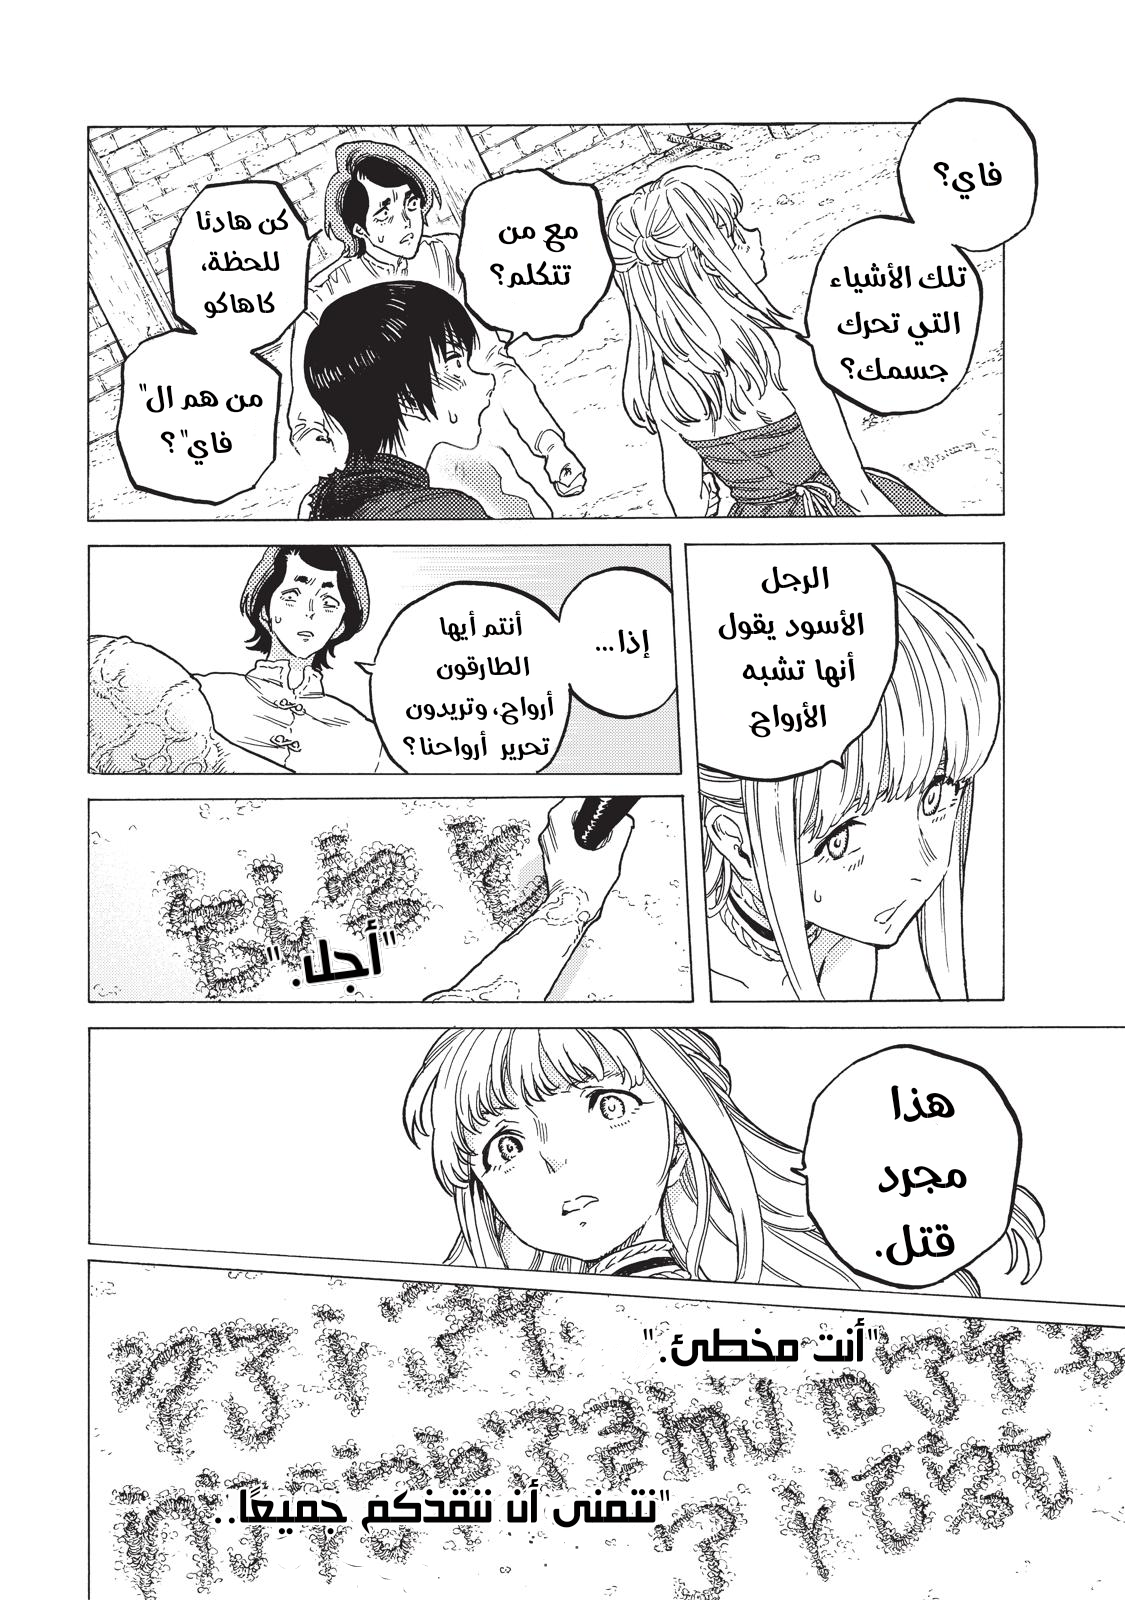 فاي؟
تلك الأشياء
التي تحرك
جسمك؟
مع من
تتكلم؟
كن هادئا
للحظة،
كاهاكو
من هم ال"
فاي"؟
الرجل
الأسود يقول
أنها تشبه
الأرواح
إذا...
أنتم أيها
الطارقون
أرواح، وتريدون
تحرير أرواحنا؟
"أجل."
هذا
مجرد
قتل.
"أنت مخطئ."
"نتمنى أن ننقذكم جميعًا..